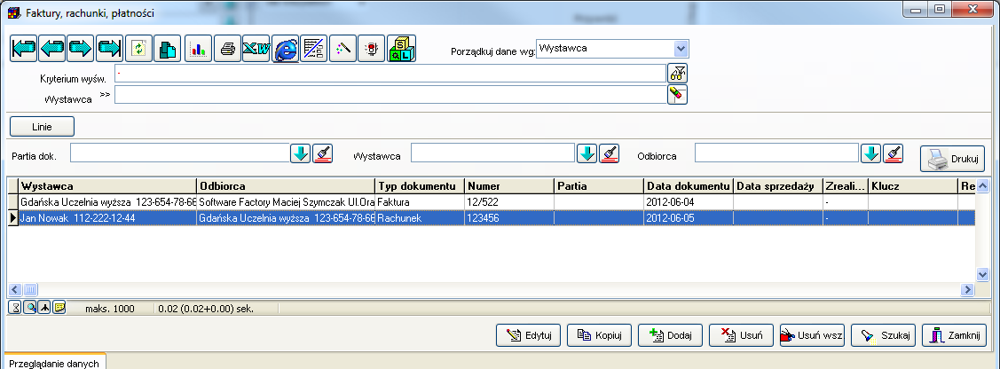 Faktury, rachunki, płatności
Porządkuj dane wg: Wystawca
Kryterium wyśw. -
Wystawca >>
Linie
Partia dok. Wystawca Odbiorca Drukuj
Wystawca Odbiorca Typ dokumentu Numer Partia Data dokumentu Data sprzedaży Zreali... Klucz Re
Gdańska Uczelnia wyższa 123-654-78-66 Software Factory Maciej Szymczak Ul.Ora Faktura 12/522 2012-06-04 -
Jan Nowak 112-222-12-44 Gdańska Uczelnia wyższa 123-654-78-66 Rachunek 123456 2012-06-05 -
maks. 1000 0.02 (0.02+0.00) sek.
Edytuj Kopiuj Dodaj Usuń Usuń wsz Szukaj Zamknij
Przeglądanie danych